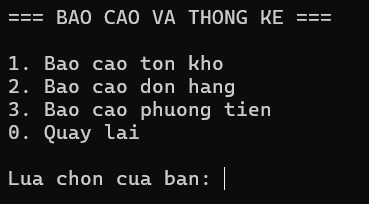 === BAO CAO VA THONG KE ===
1. Bao cao ton kho
2. Bao cao don hang
3. Bao cao phuong tien
0. Quay lai
Lua chon cua ban: